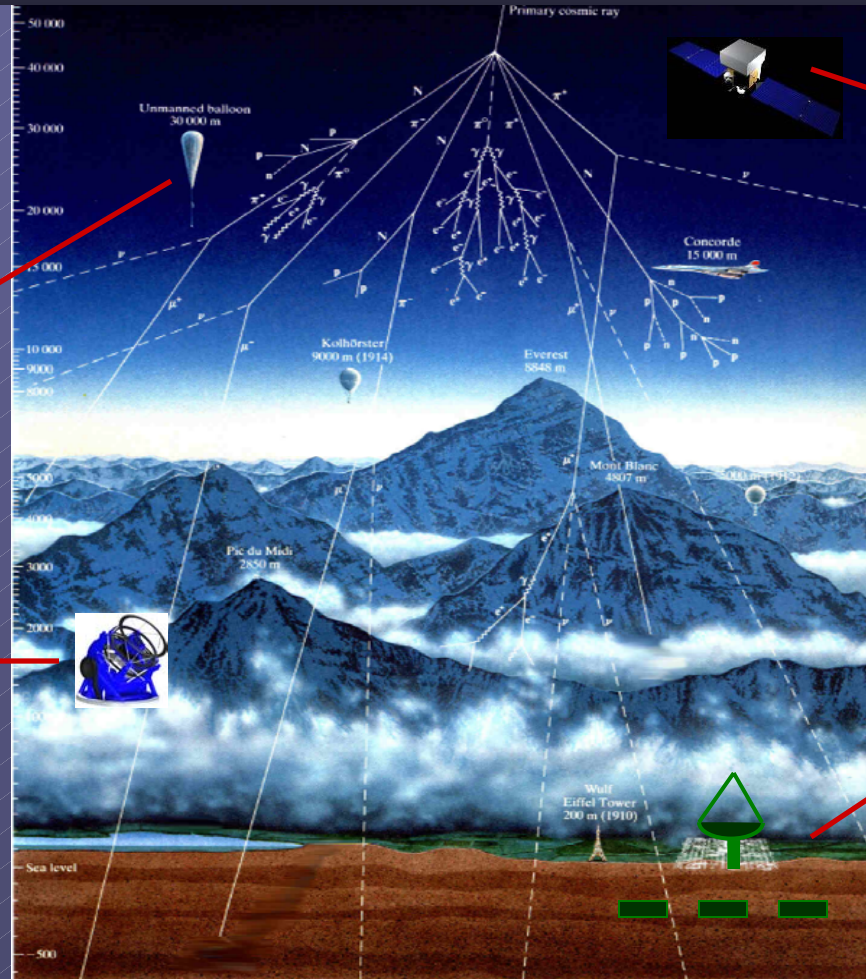 50 000
Primary cosmic ray
40 000
N
π⁺
Unmanned balloon
30 000 m
30 000
π⁻
π⁰
π⁺
p
N
γ
γ
p
n
π⁰
N
ν
π⁺
e⁺
e⁻
20 000
γ
γ
N
Concorde
15 000 m
ν
15 000
p
p
e⁻
n
p
p
n
μ⁺
ν
π⁻
μ⁺
p
n
p
n
n
p
p
10 000
Kolhörster
9000 m (1914)
μ⁻
Everest
8848 m
9000
8000
μ⁻
Mont Blanc
4807 m
5000
μ⁻
ν
4000
Pic du Midi
2850 m
e⁻
3000
γ
e⁺
e⁻
ν
ν
2000
Wulf
Eiffel Tower
200 m (1910)
Sea level
-500